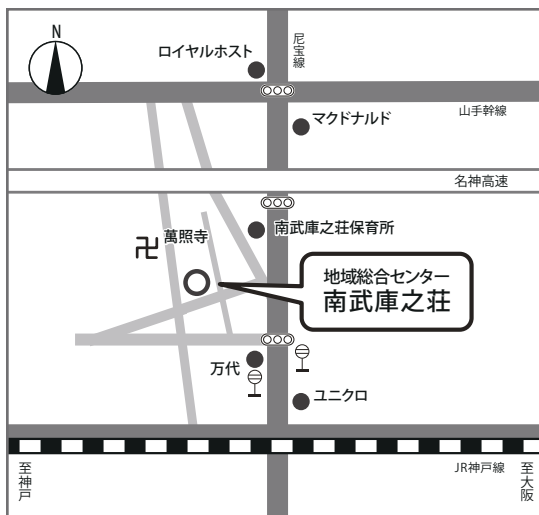 N
ロイヤルホスト
尼宝線
山手幹線
マクドナルド
名神高速
南武庫之荘保育所
萬照寺
卍
地域総合センター
南武庫之荘
万代
ユニクロ
至神戸
JR神戸線
至大阪